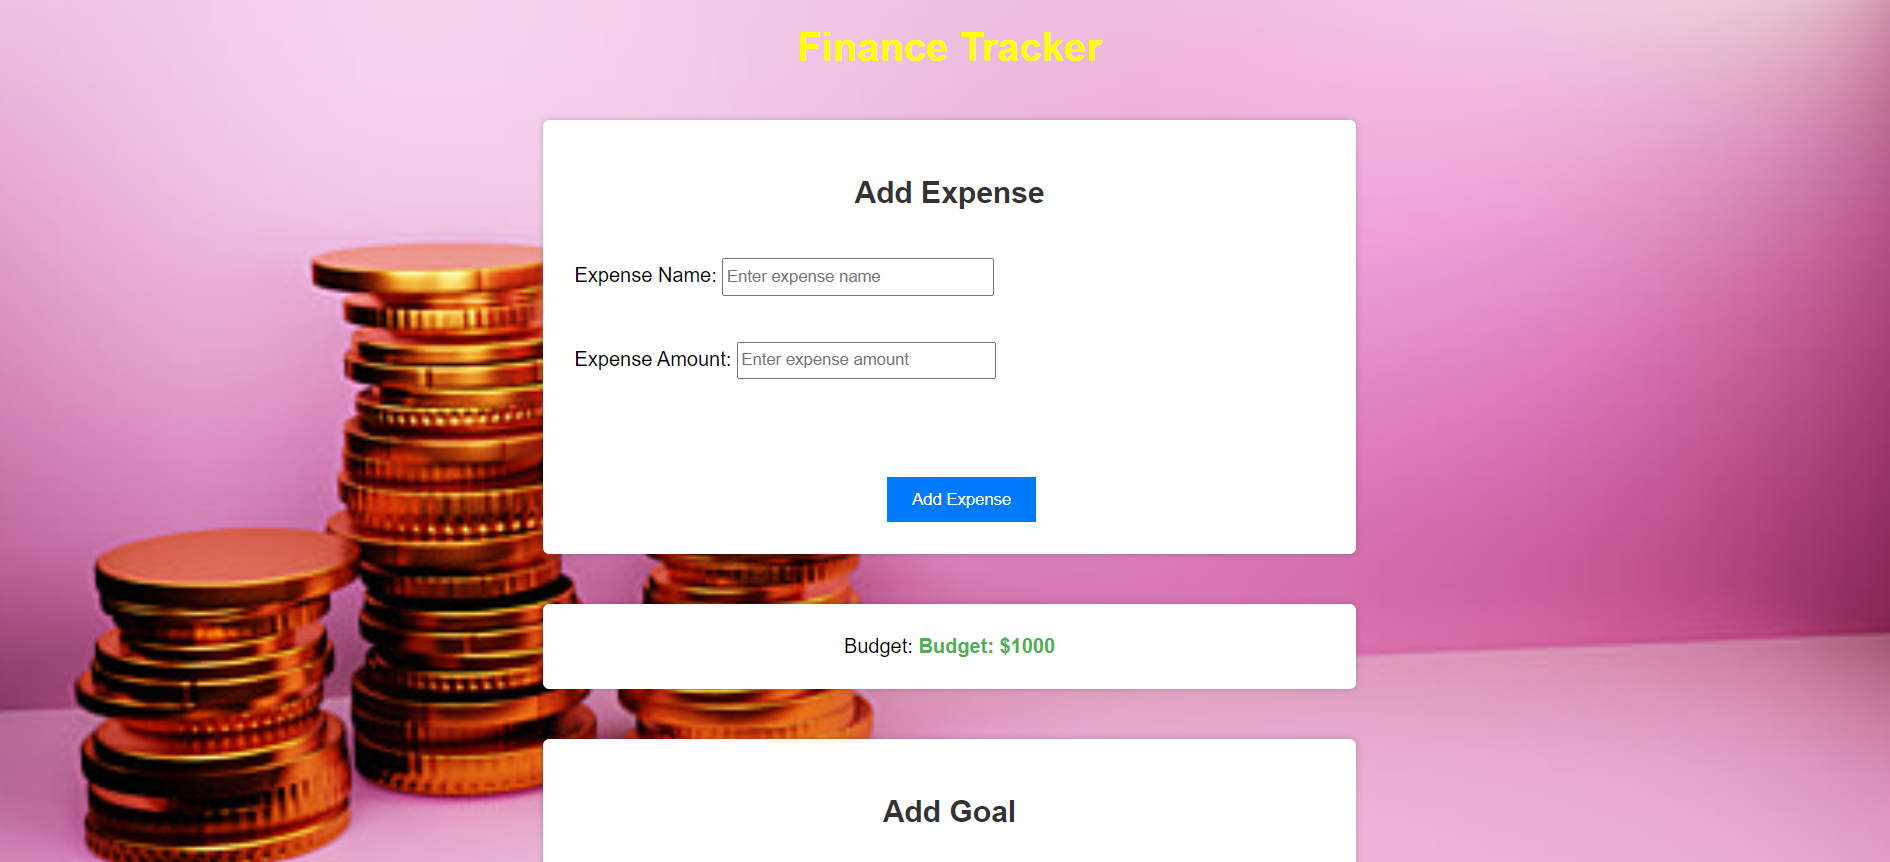 Finance Tracker
Add Expense
Expense Name: Enter expense name
Expense Amount: Enter expense amount
Add Expense
Budget: Budget: $1000
Add Goal